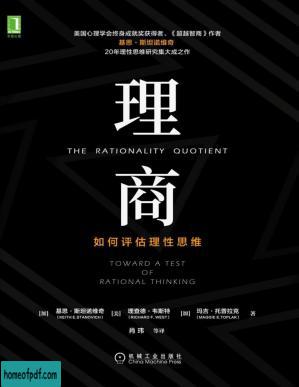 美国心理学会终身成就奖获得者、《超越智商》作者
基思·斯坦诺维奇
20年理性思维研究集大成之作
理
THE RATIONALITY QUOTIENT
商
如何评估理性思维
TOWARD A TEST
OF
RATIONAL THINKING
[加] 基思·斯坦诺维奇 [美] 理查德·韦斯特 [加] 玛吉·托普拉克 著
(KEITH E. STANOVICH) (RICHARD F. WEST) (MAGGIE E. TOPLAK)
肖玮 等译
机械工业出版社
China Machine Press
homeofpdf.com